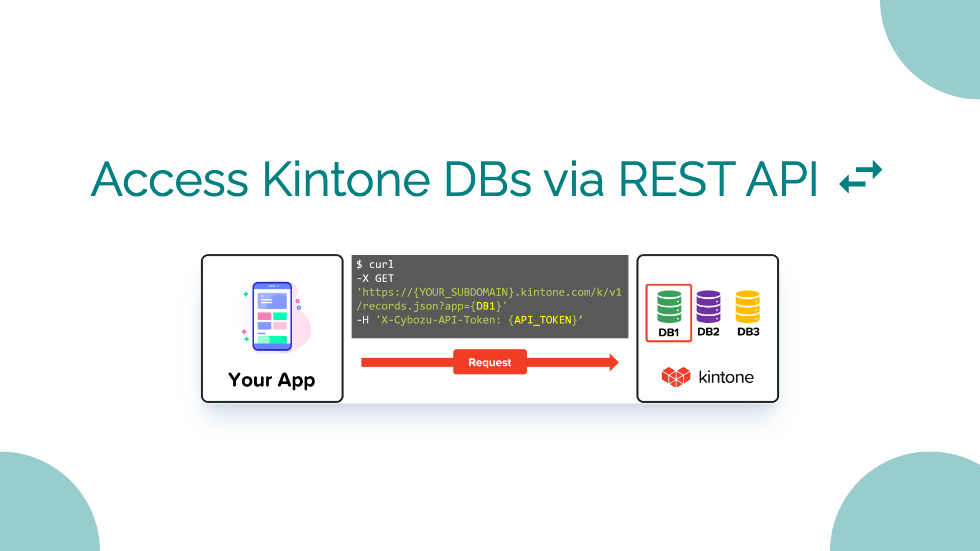 Access Kintone DBs via REST API
$ curl
-X GET
'https://{YOUR_SUBDOMAIN}.kintone.com/k/v1
/records.json?app={DB1}'
-H 'X-Cybozu-API-Token: {API_TOKEN}’
Request
Your App
DB1 DB2 DB3
kintone